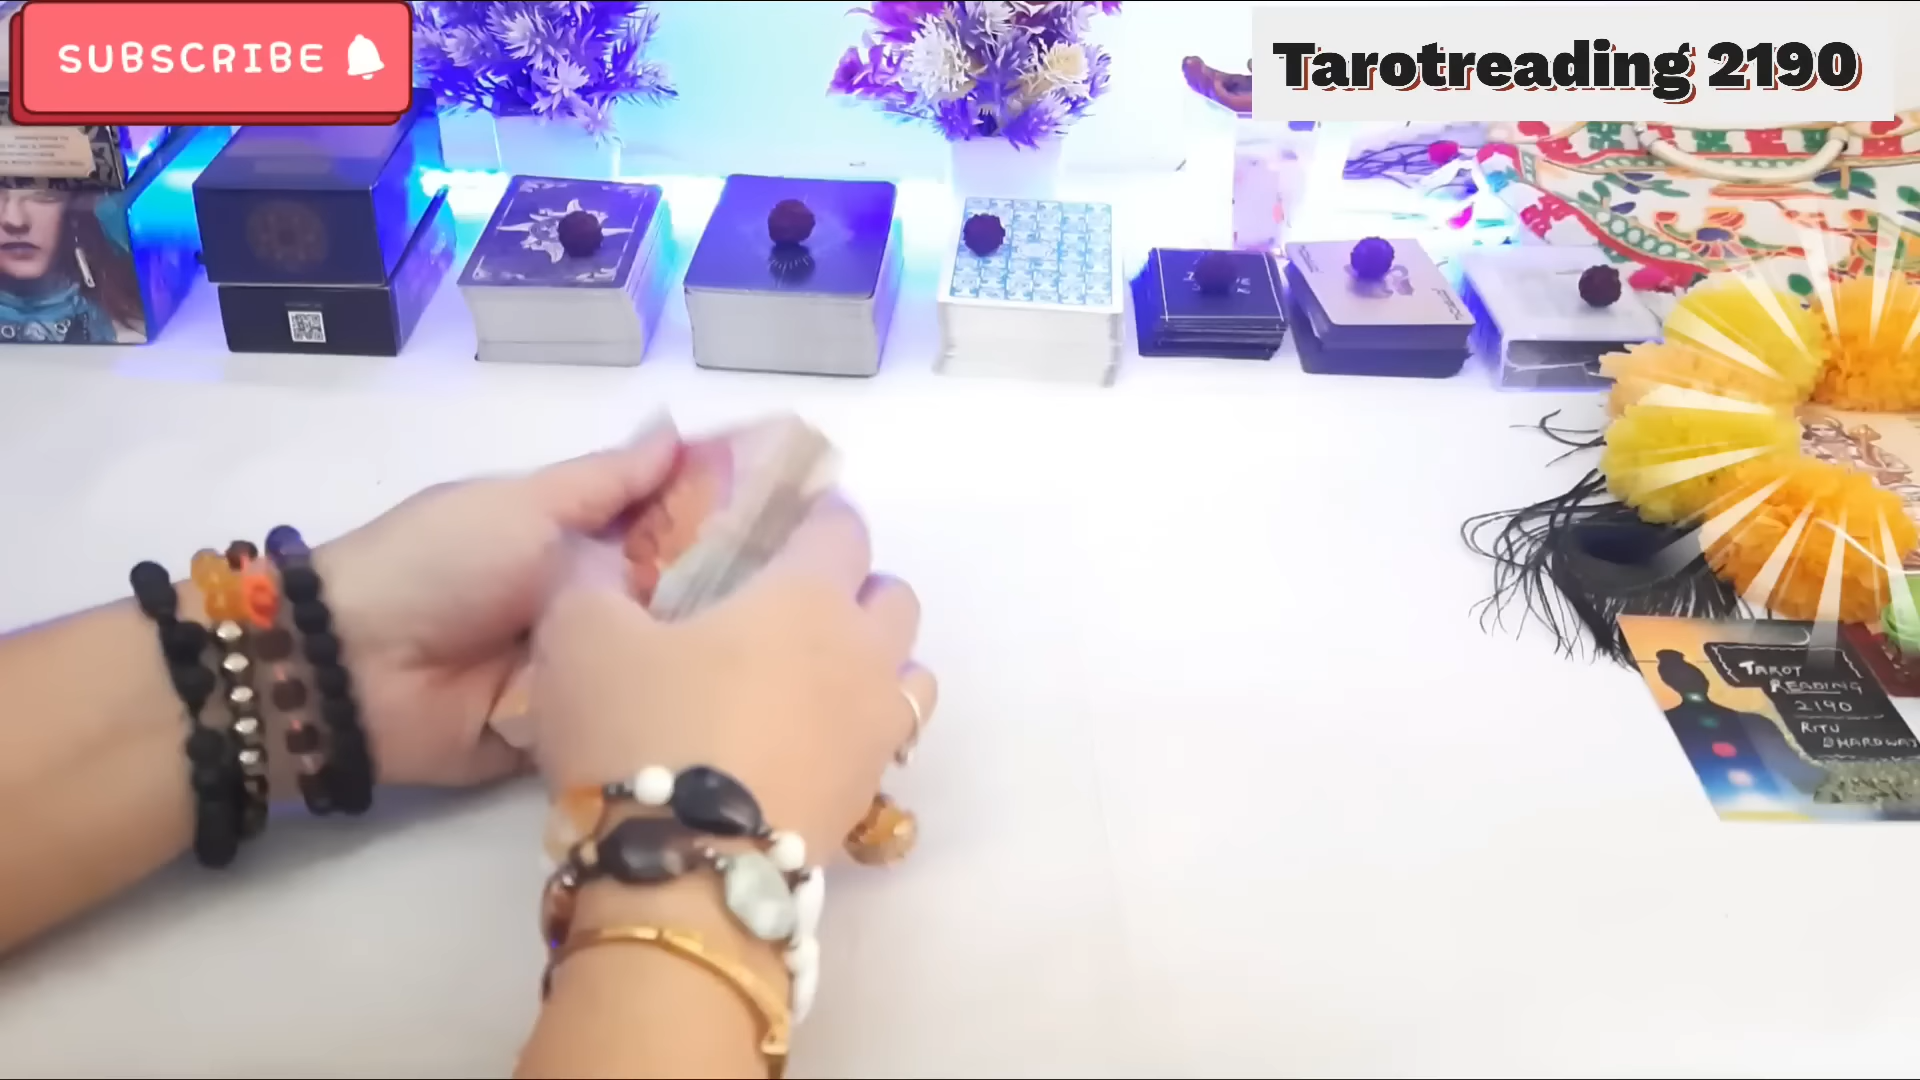 SUBSCRIBE
Tarotreading 2190
TAROT
READING
2190
RITU
BHARDWAJ